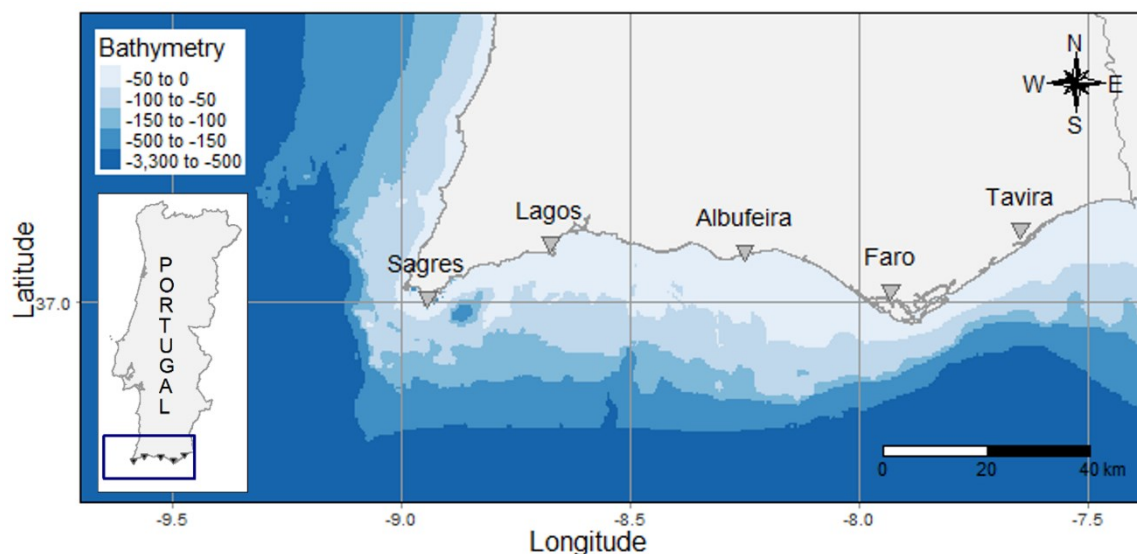 Bathymetry
-50 to 0
-100 to -50
-150 to -100
-500 to -150
-3,300 to -500
N
W E
S
PORTUGAL
Sagres
Lagos
Albufeira
Faro
Tavira
Latitude
37.0
0 20 40 km
-9.5 -9.0 -8.5 -8.0 -7.5
Longitude